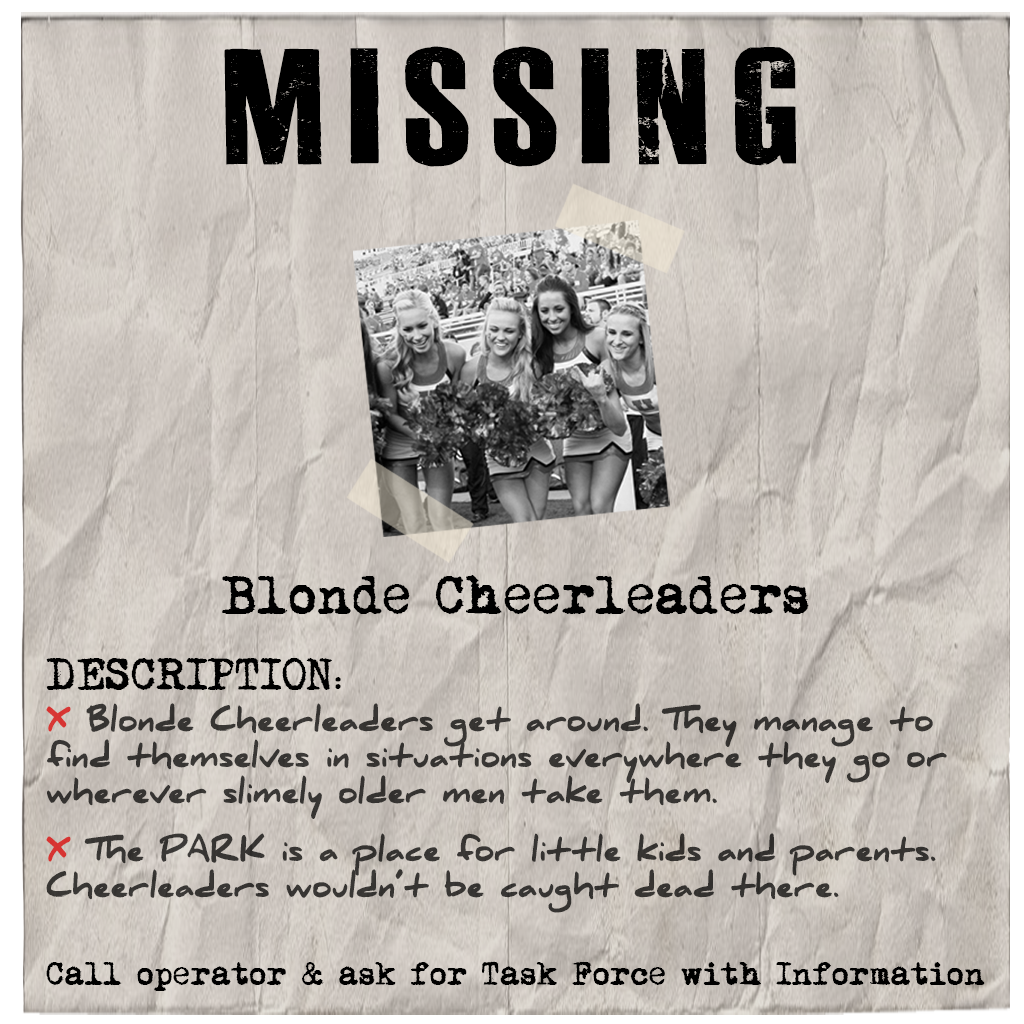 MISSING
Blonde Cheerleaders
DESCRIPTION:
✗ Blonde Cheerleaders get around. They manage to
find themselves in situations everywhere they go or
wherever slimely older men take them.
✗ The PARK is a place for little kids and parents.
Cheerleaders wouldn't be caught dead there.
Call operator & ask for Task Force with Information